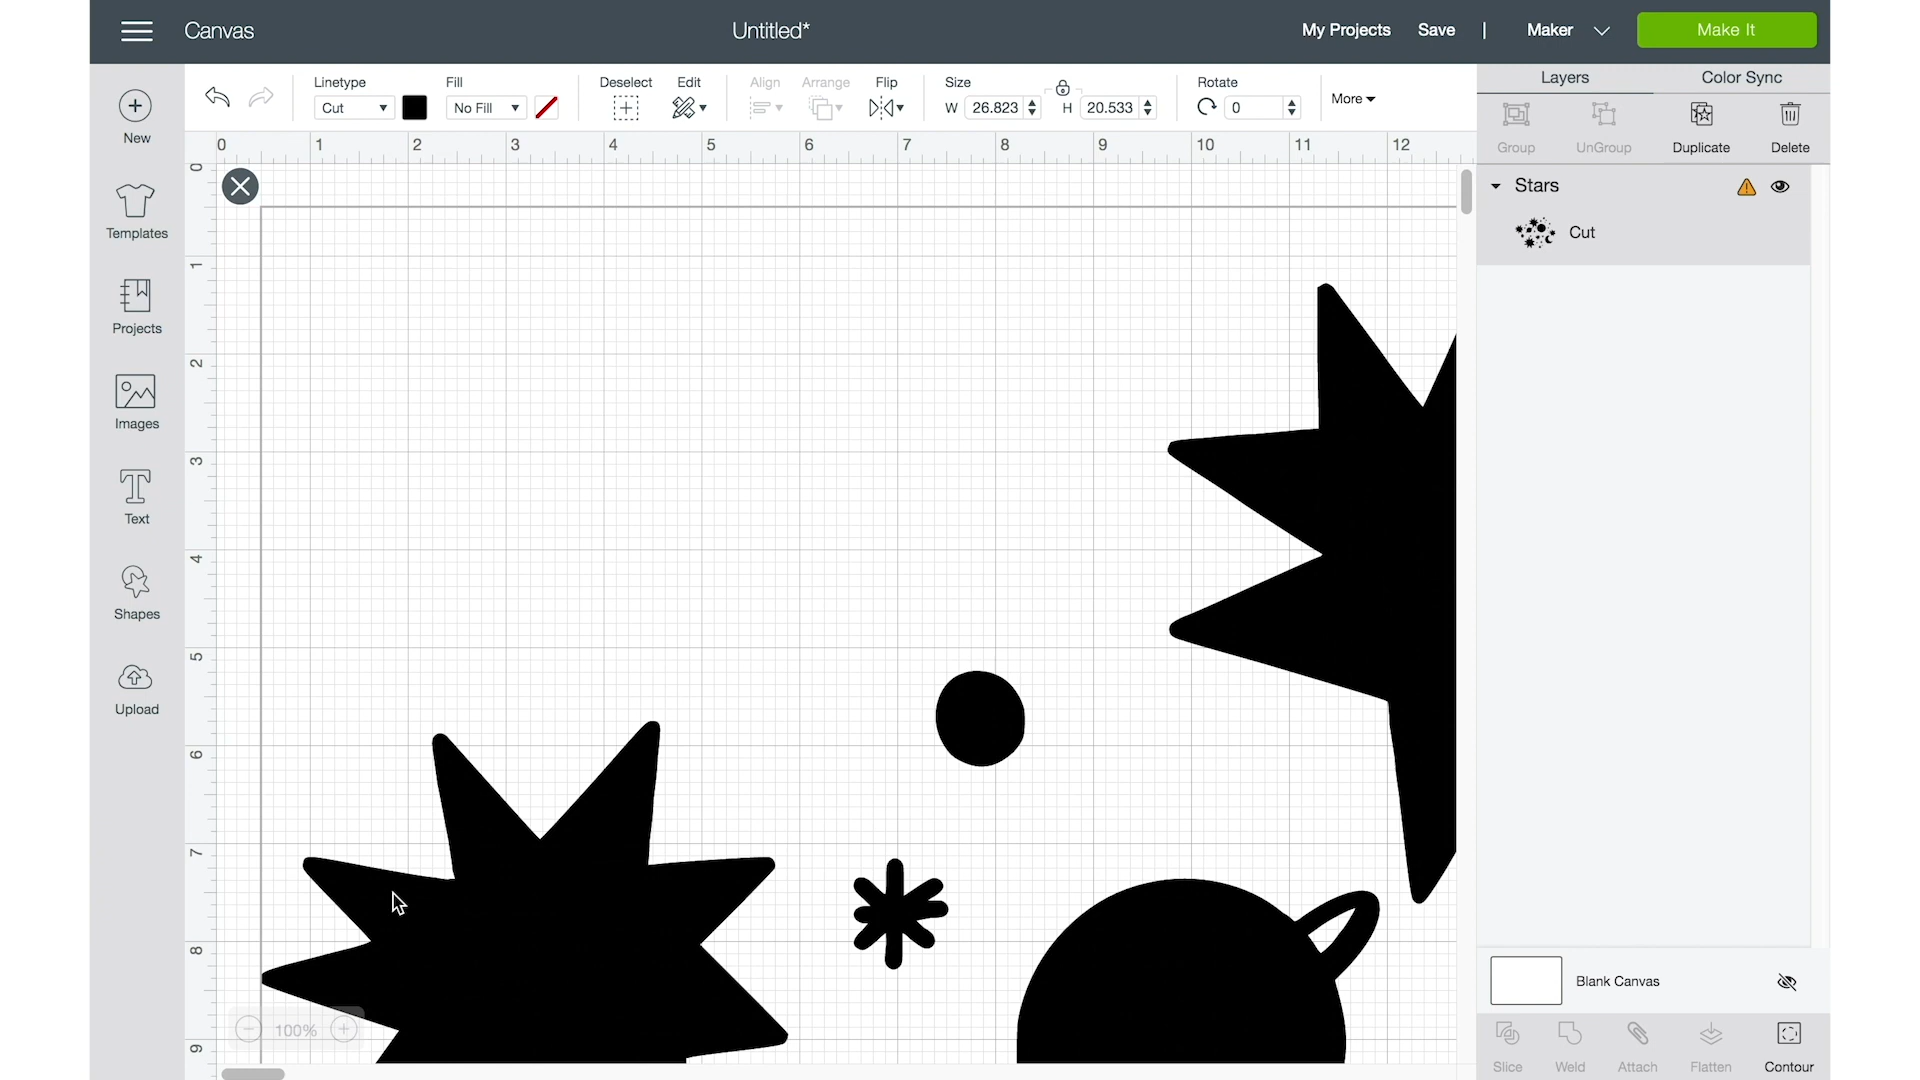 Canvas
Untitled*
My Projects
Save
|
Maker
Make It
New
Templates
Projects
Images
Text
Shapes
Upload
Linetype
Cut
Fill
No Fill
Deselect
Edit
Align
Arrange
Flip
Size
W 26.823
H 20.533
Rotate
0
More
0 1 2 3 4 5 6 7 8 9 10 11 12
0
1
2
3
4
5
6
7
8
9
100%
Layers
Color Sync
Group
UnGroup
Duplicate
Delete
Stars
Cut
Blank Canvas
Slice
Weld
Attach
Flatten
Contour